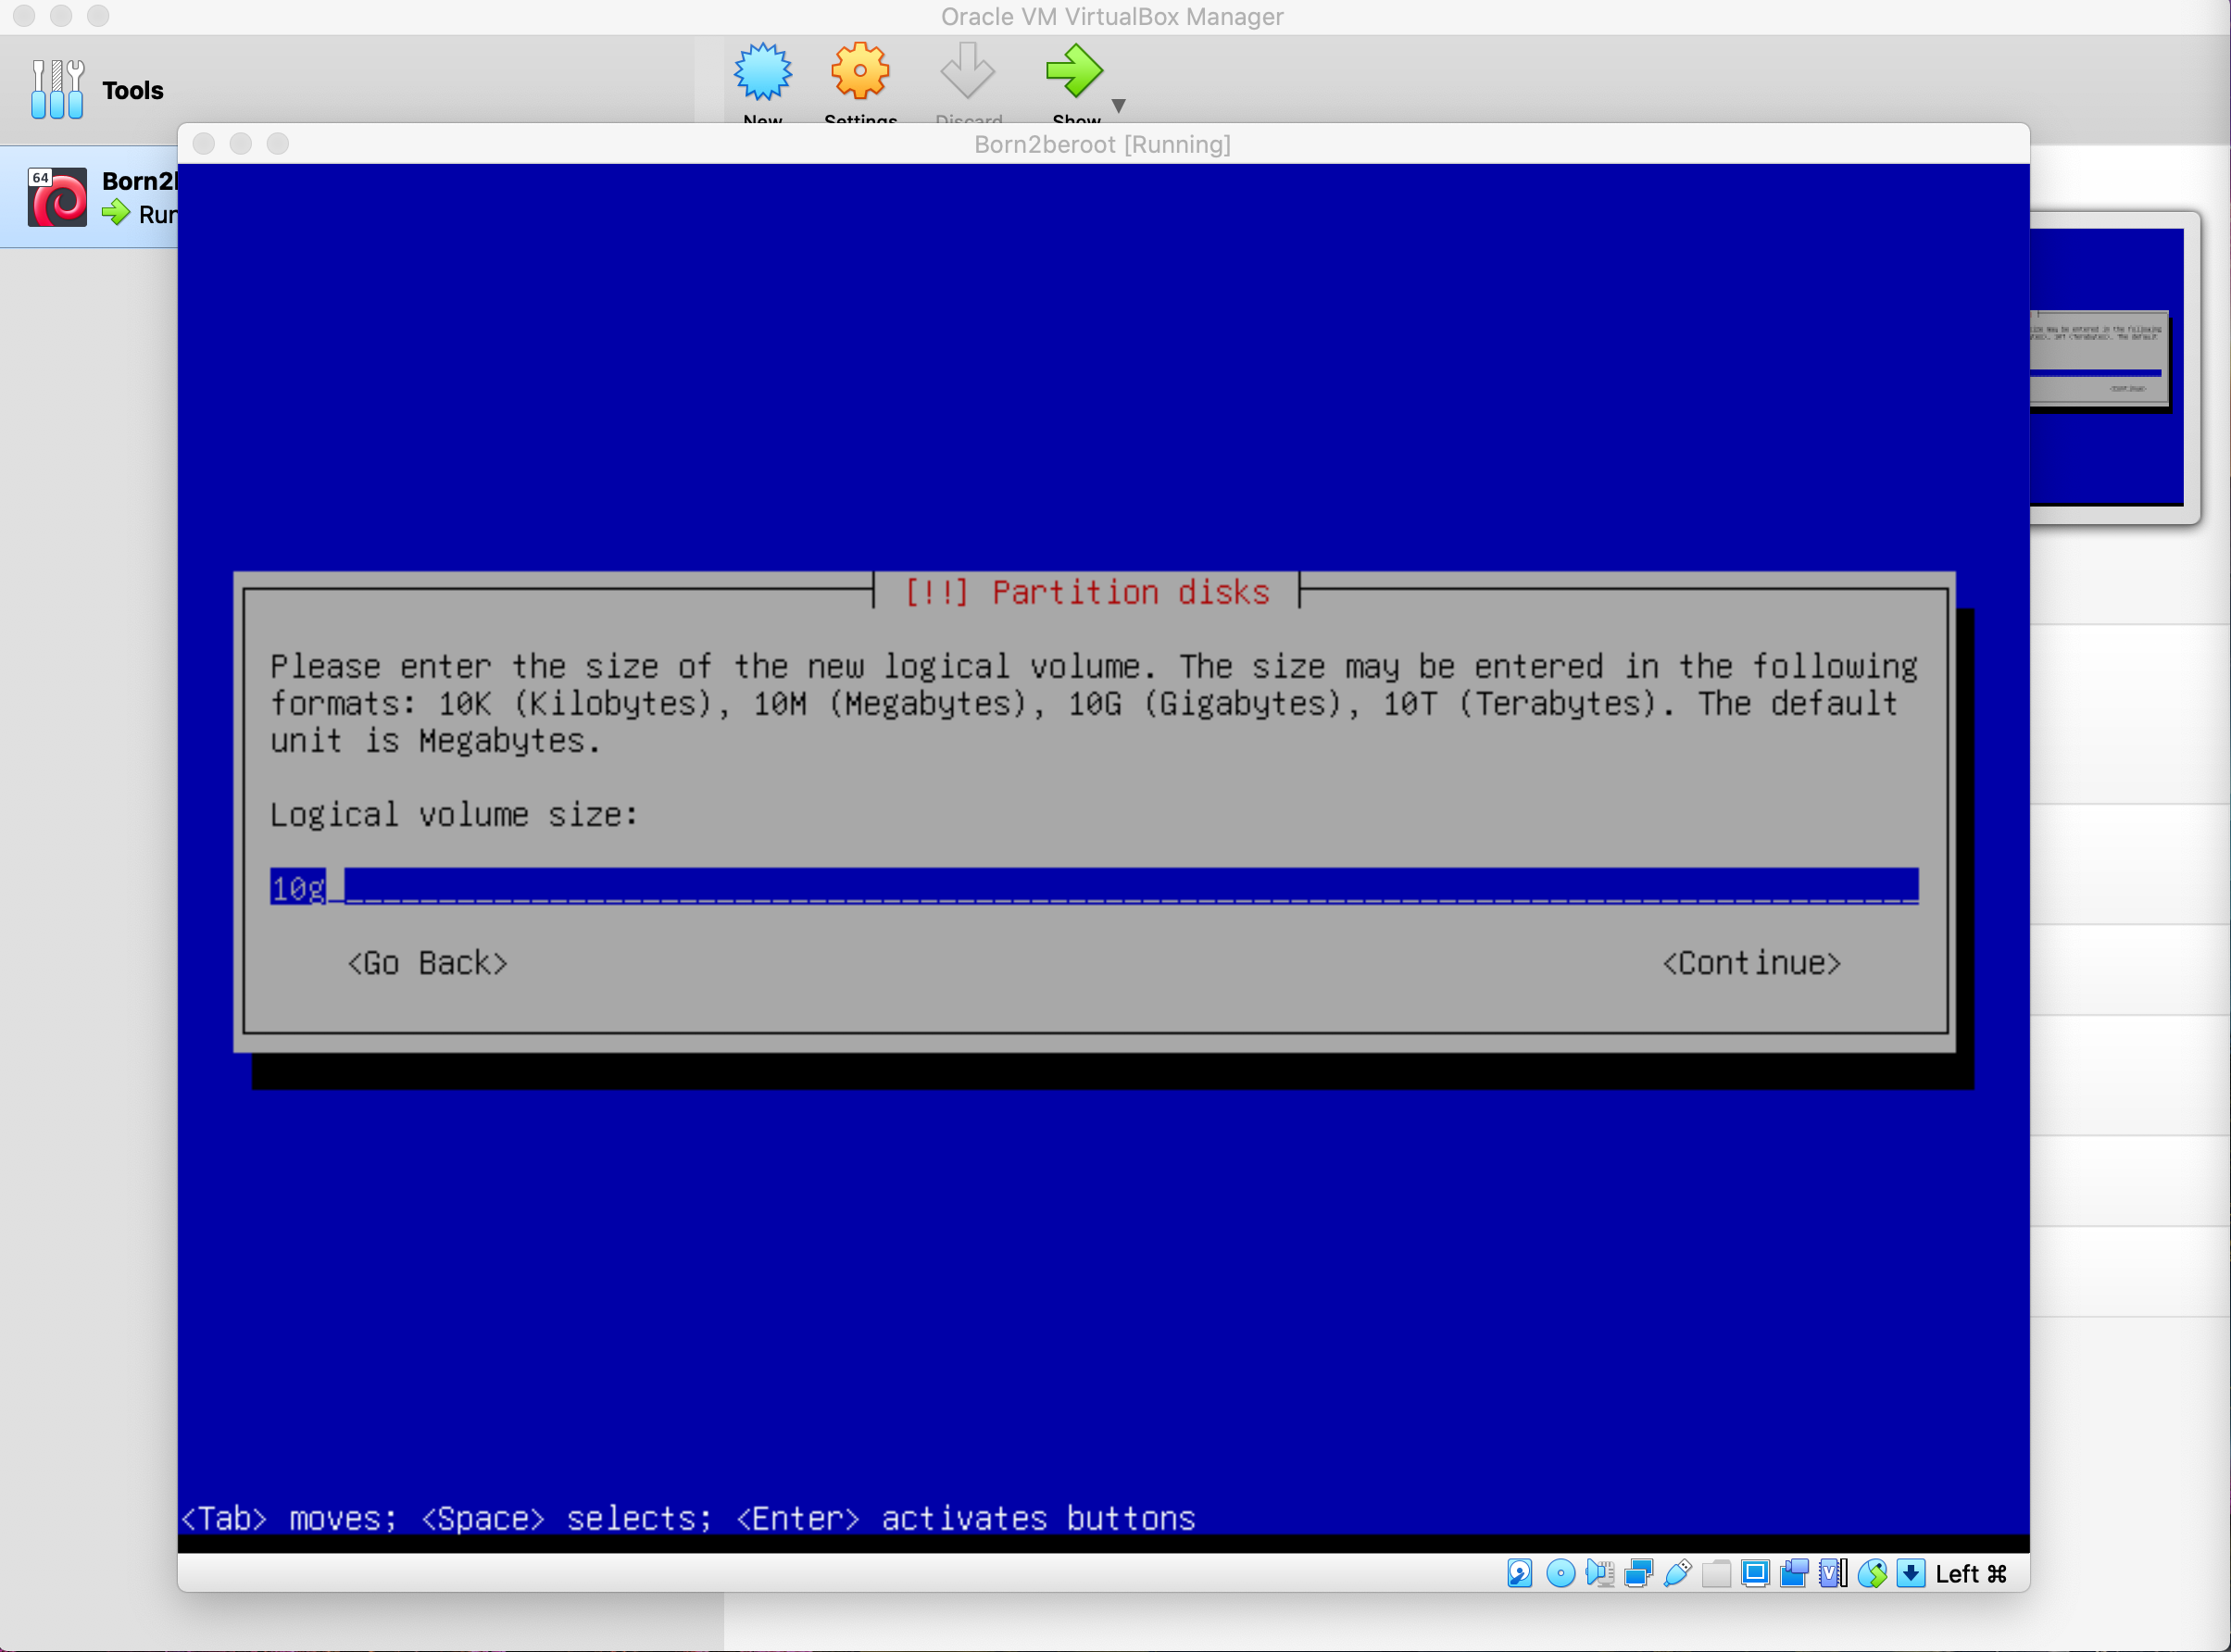 Oracle VM VirtualBox Manager
Tools
New
Settings
Discard
Show
Born2beroot [Running]
64
Born2
Run
[!!] Partition disks
Please enter the size of the new logical volume. The size may be entered in the following
formats: 10K (Kilobytes), 10M (Megabytes), 10G (Gigabytes), 10T (Terabytes). The default
unit is Megabytes.
Logical volume size:
10g
<Go Back>
<Continue>
<Tab> moves; <Space> selects; <Enter> activates buttons
Left ⌘